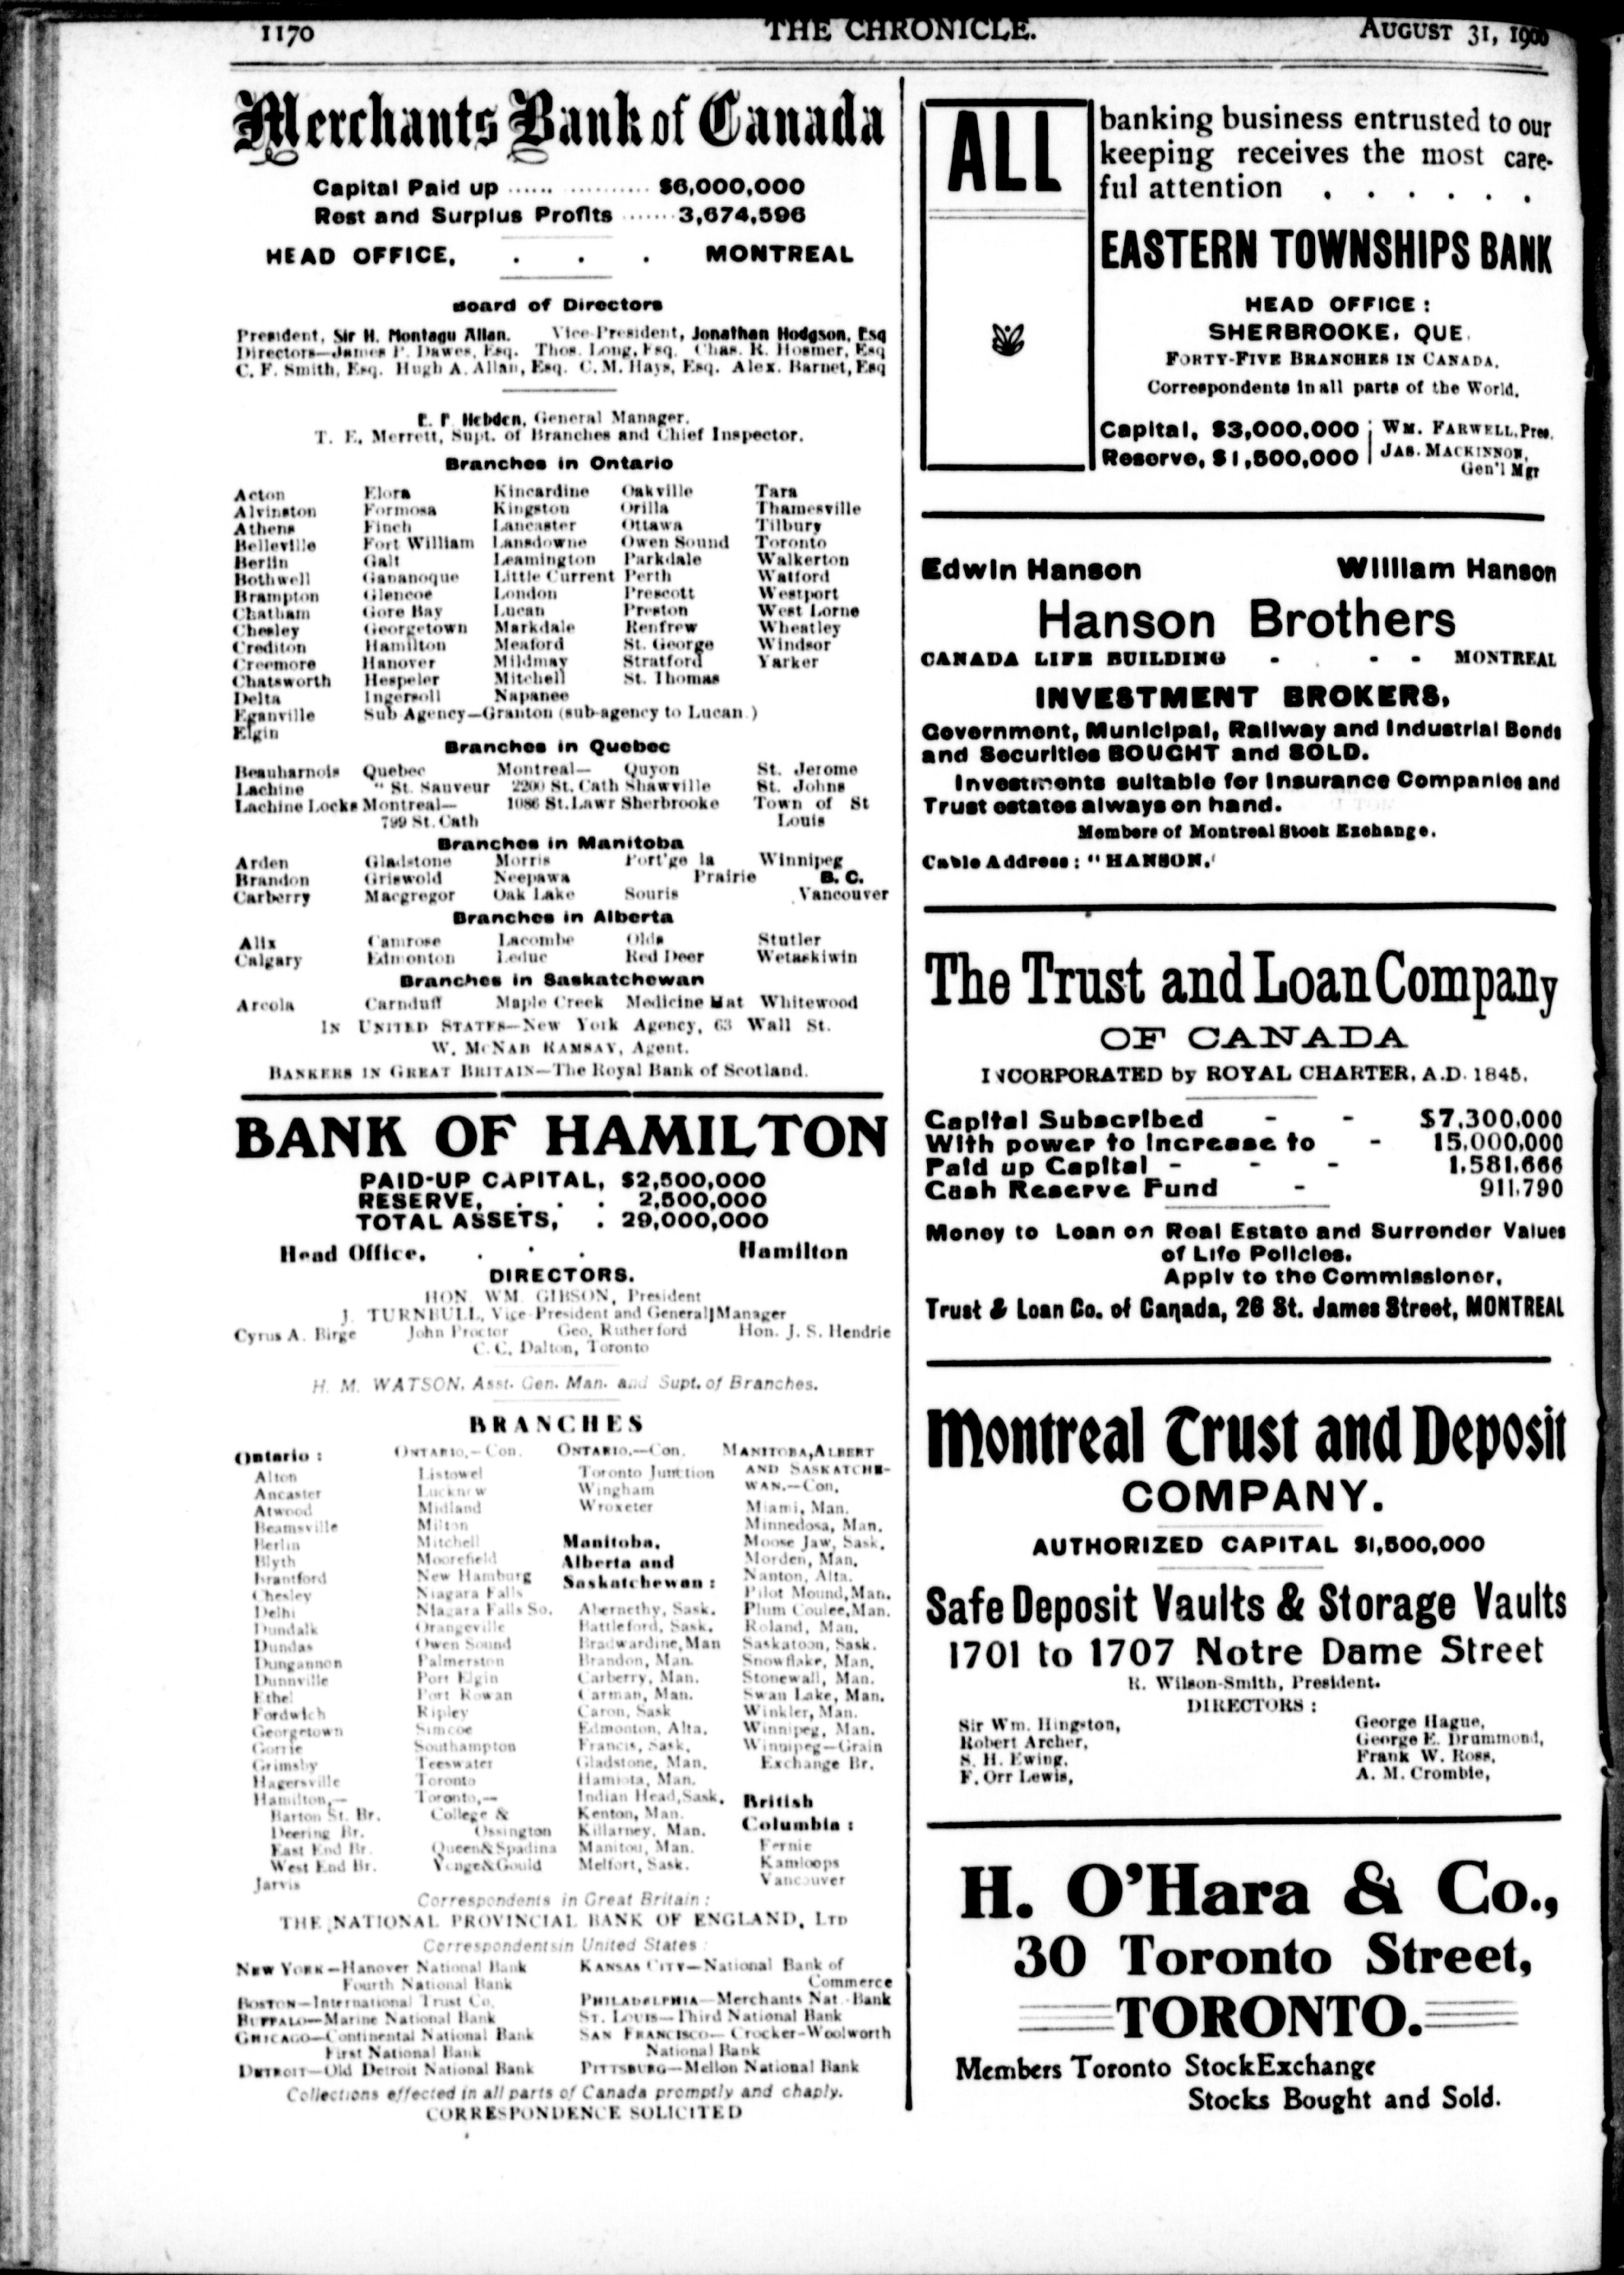 1170 THE CHRONICLE. AUGUST 31, 1906
Merchants Bank of Canada
Capital Paid up ...... .......... $6,000,000
Rest and Surplus Profits ....... 3,674,596
HEAD OFFICE, . . . MONTREAL
Board of Directors
President, Sir H. Montagu Allan. Vice-President, Jonathan Hodgson, Esq
Directors—James P. Dawes, Esq. Thos. Long, Esq. Chas. R. Hosmer, Esq
C. F. Smith, Esq. Hugh A. Allan, Esq. C. M. Hays, Esq. Alex. Barnet, Esq
E. F. Hebden, General Manager.
T. E. Merrett, Supt. of Branches and Chief Inspector.
Branches in Ontario
Acton Elora Kincardine Oakville Tara
Alvinston Formosa Kingston Orilla Thamesville
Athens Finch Lancaster Ottawa Tilbury
Belleville Fort William Lansdowne Owen Sound Toronto
Berlin Galt Leamington Parkdale Walkerton
Bothwell Gananoque Little Current Perth Watford
Brampton Glencoe London Prescott Westport
Chatham Gore Bay Lucan Preston West Lorne
Chesley Georgetown Markdale Renfrew Wheatley
Crediton Hamilton Meaford St. George Windsor
Creemore Hanover Mildmay Stratford Yarker
Chatsworth Hespeler Mitchell St. Thomas
Delta Ingersoll Napanee
Eganville Sub Agency—Granton (sub-agency to Lucan.)
Elgin
Branches in Quebec
Beauharnois Quebec Montreal— Quyon St. Jerome
Lachine " St. Sauveur 2200 St. Cath Shawville St. Johns
Lachine Locks Montreal— 1086 St. Lawr Sherbrooke Town of St
799 St. Cath Louis
Branches in Manitoba
Arden Gladstone Morris Port'ge la Winnipeg
Brandon Griswold Neepawa Prairie B. C.
Carberry Macgregor Oak Lake Souris Vancouver
Branches in Alberta
Alix Camrose Lacombe Olds Stutler
Calgary Edmonton Leduc Red Deer Wetaskiwin
Branches in Saskatchewan
Arcola Carnduff Maple Creek Medicine Hat Whitewood
IN UNITED STATES—New York Agency, 63 Wall St.
W. MCNAB RAMSAY, Agent.
BANKERS IN GREAT BRITAIN—The Royal Bank of Scotland.
BANK OF HAMILTON
PAID-UP CAPITAL, $2,500,000
RESERVE, . . . 2,500,000
TOTAL ASSETS, . 29,000,000
Head Office, . . . Hamilton
DIRECTORS.
HON. WM. GIBSON, President
J. TURNBULL, Vice-President and General Manager
Cyrus A. Birge John Proctor Geo. Rutherford Hon. J. S. Hendrie
C. C. Dalton, Toronto
H. M. WATSON, Asst. Gen. Man. and Supt. of Branches.
BRANCHES
Ontario :
Alton
Ancaster
Atwood
Beamsville
Berlin
Blyth
Brantford
Chesley
Delhi
Dundalk
Dundas
Dungannon
Dunnville
Ethel
Fordwich
Georgetown
Gorrie
Grimsby
Hagersville
Hamilton,—
Barton St. Br.
Deering Br.
East End Br.
West End Br.
Jarvis
ONTARIO,—Con.
Listowel
Lucknow
Midland
Milton
Mitchell
Moorefield
New Hamburg
Niagara Falls
Niagara Falls So.
Orangeville
Owen Sound
Palmerston
Port Elgin
Port Rowan
Ripley
Simcoe
Southampton
Teeswater
Toronto
Toronto,—
College &
Ossington
Queen&Spadina
Yonge&Gould
ONTARIO.—Con.
Toronto Junction
Wingham
Wroxeter
Manitoba,
Alberta and
Saskatchewan :
Abernethy, Sask.
Battleford, Sask.
Bradwardine, Man
Brandon, Man.
Carberry, Man.
Carman, Man.
Caron, Sask
Edmonton, Alta.
Francis, Sask.
Gladstone, Man.
Hamiota, Man.
Indian Head, Sask.
Kenton, Man.
Killarney, Man.
Manitou, Man.
Melfort, Sask.
MANITOBA, ALBERT
AND SASKATCHE-
WAN.—Con.
Miami, Man.
Minnedosa, Man.
Moose Jaw, Sask.
Morden, Man.
Nanton, Alta.
Pilot Mound, Man.
Plum Coulee, Man.
Roland, Man.
Saskatoon, Sask.
Snowflake, Man.
Stonewall, Man.
Swan Lake, Man.
Winkler, Man.
Winnipeg, Man.
Winnipeg—Grain
Exchange Br.
British
Columbia :
Fernie
Kamloops
Vancouver
Correspondents in Great Britain :
THE NATIONAL PROVINCIAL BANK OF ENGLAND, LTD
Correspondents in United States :
NEW YORK—Hanover National Bank
Fourth National Bank
BOSTON—International Trust Co.
BUFFALO—Marine National Bank
CHICAGO—Continental National Bank
First National Bank
DETROIT—Old Detroit National Bank
KANSAS CITY—National Bank of
Commerce
PHILADELPHIA—Merchants Nat. Bank
ST. LOUIS—Third National Bank
SAN FRANCISCO—Crocker-Woolworth
National Bank
PITTSBURG—Mellon National Bank
Collections effected in all parts of Canada promptly and chaply.
CORRESPONDENCE SOLICITED
ALL
banking business entrusted to our
keeping receives the most care-
ful attention . . . . . .
EASTERN TOWNSHIPS BANK
HEAD OFFICE :
SHERBROOKE, QUE.
FORTY-FIVE BRANCHES IN CANADA.
Correspondents in all parts of the World.
Capital, $3,000,000 WM. FARWELL, Pres.
Reserve, $1,500,000 JAS. MACKINNON,
Gen'l Mgr
Edwin Hanson William Hanson
Hanson Brothers
CANADA LIFE BUILDING - - - MONTREAL
INVESTMENT BROKERS,
Government, Municipal, Railway and Industrial Bonds
and Securities BOUGHT and SOLD.
Investments suitable for Insurance Companies and
Trust estates always on hand.
Members of Montreal Stock Exchange.
Cable Address : "HANSON."
The Trust and Loan Company
OF CANADA
INCORPORATED by ROYAL CHARTER, A.D. 1845.
Capital Subscribed - - $7,300,000
With power to increase to - 15,000,000
Paid up Capital - - - 1,581,666
Cash Reserve Fund - 911,790
Money to Loan on Real Estate and Surrender Values
of Life Policies.
Apply to the Commissioner,
Trust & Loan Co. of Canada, 26 St. James Street, MONTREAL
Montreal Trust and Deposit
COMPANY.
AUTHORIZED CAPITAL $1,500,000
Safe Deposit Vaults & Storage Vaults
1701 to 1707 Notre Dame Street
R. Wilson-Smith, President.
DIRECTORS :
Sir Wm. Hingston, George Hague,
Robert Archer, George E. Drummond,
S. H. Ewing, Frank W. Ross,
F. Orr Lewis, A. M. Crombie,
H. O'Hara & Co.,
30 Toronto Street,
TORONTO.
Members Toronto StockExchange
Stocks Bought and Sold.